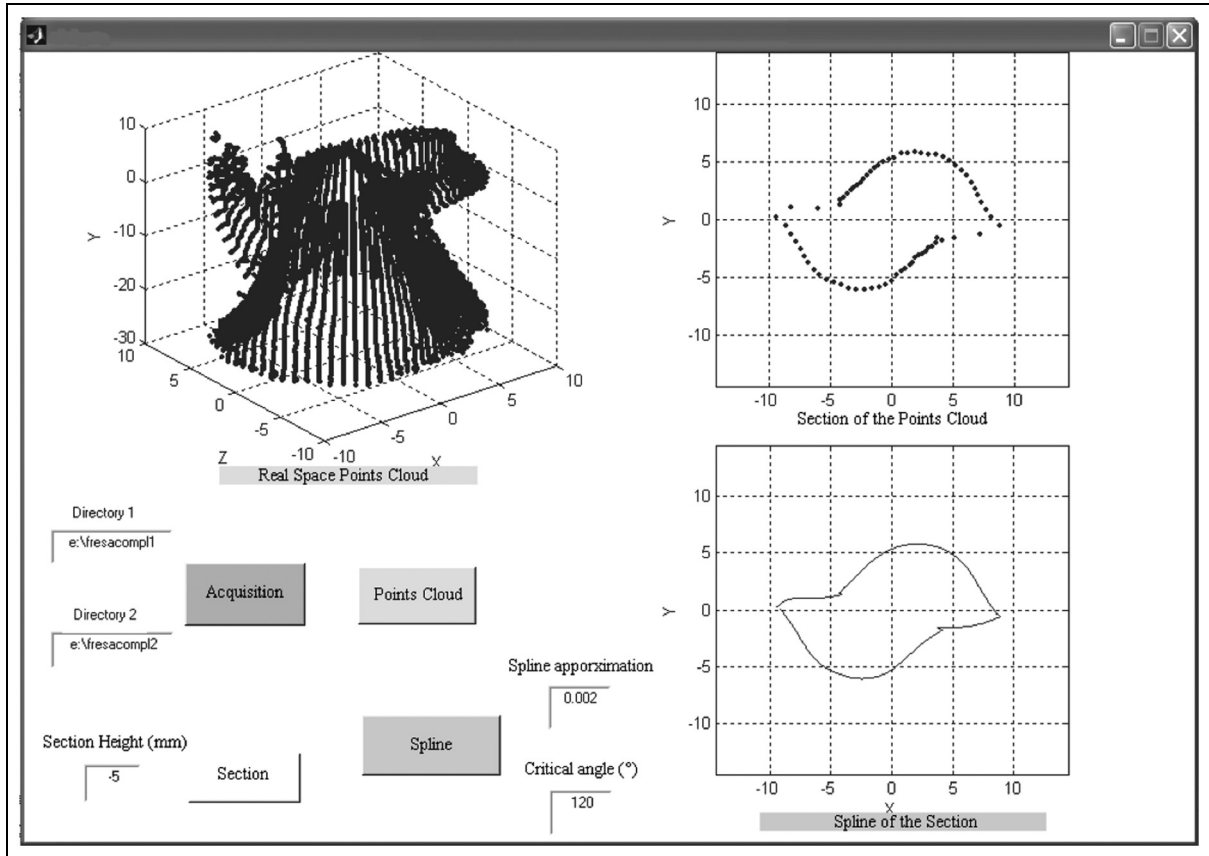 10
0
-10
-20
-30
Y
10
5
0
-5
-10
Z
-10
-5
0
5
10
X
Real Space Points Cloud
10
5
0
-5
-10
Y
-10
-5
0
5
10
Section of the Points Cloud
10
5
0
-5
-10
Y
-10
-5
0
5
10
X
Spline of the Section
Directory 1
e:\fresacompl1
Directory 2
e:\fresacompl2
Acquisition
Points Cloud
Spline apporximation
0.002
Section Height (mm)
-5
Section
Spline
Critical angle (°)
120